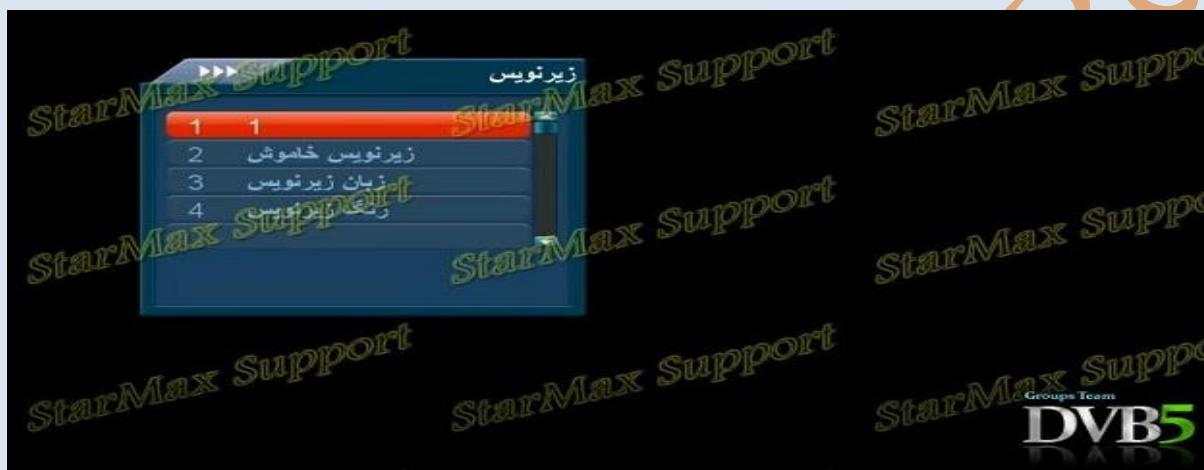 StarMax Support
StarMax Support
StarMax Support
زیرنویس
1 1
2 زیرنویس خاموش
3 زبان زیرنویس
4 رنگ زیرنویس
StarMax Support
StarMax Support
StarMax Support
StarMax Support
StarMax Support
StarMax Support
Groups Team
DVB5